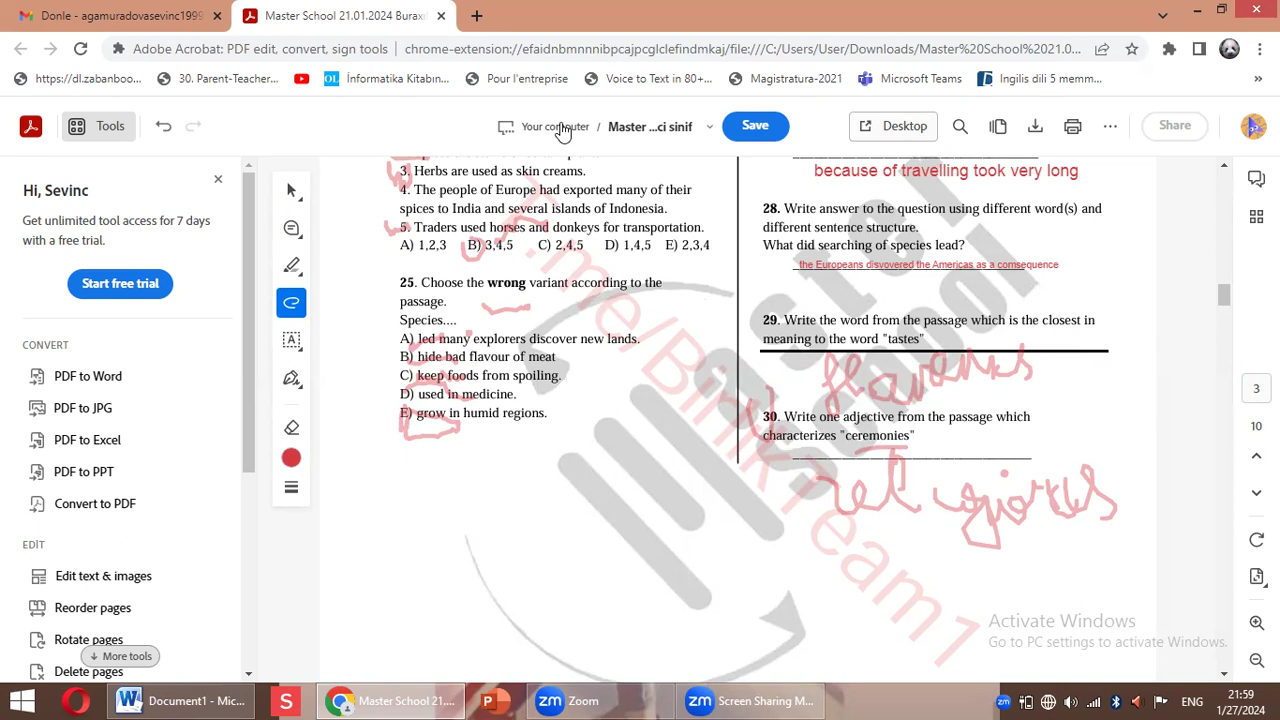 Donle - agamuradovasevinc1999
Master School 21.01.2024 Burax
Adobe Acrobat: PDF edit, convert, sign tools
chrome-extension://efaidnbmnnnibpcajpcglclefindmkaj/file:///C:/Users/User/Downloads/Master%20School%2021.0...
https://dl.zabanboo...
30. Parent-Teacher...
İnformatika Kitabın...
Pour l'entreprise
Voice to Text in 80+...
Magistratura-2021
Microsoft Teams
İngilis dili 5 memm...
»
Tools
Your computer / Master ...ci sinif
Save
Desktop
Share
Hi, Sevinc
Get unlimited tool access for 7 days
with a free trial.
Start free trial
CONVERT
PDF to Word
PDF to JPG
PDF to Excel
PDF to PPT
Convert to PDF
EDİT
Edit text & images
Reorder pages
Rotate pages
More tools
Delete pages
3. Herbs are used as skin creams.
4. The people of Europe had exported many of their
spices to India and several islands of Indonesia.
5. Traders used horses and donkeys for transportation.
A) 1,2,3 B) 3,4,5 C) 2,4,5 D) 1,4,5 E) 2,3,4
25. Choose the wrong variant according to the
passage.
Species....
A) led many explorers discover new lands.
B) hide bad flavour of meat
C) keep foods from spoiling.
D) used in medicine.
E) grow in humid regions.
because of travelling took very long
28. Write answer to the question using different word(s) and
different sentence structure.
What did searching of species lead?
the Europeans disvovered the Americas as a comsequence
29. Write the word from the passage which is the closest in
meaning to the word "tastes"
30. Write one adjective from the passage which
characterizes "ceremonies"
Master
School
T.me/BirikTeam1
3
10
Activate Windows
Go to PC settings to activate Windows.
Document1 - Mic...
Master School 21....
Zoom
Screen Sharing M...
ENG
21:59
1/27/2024